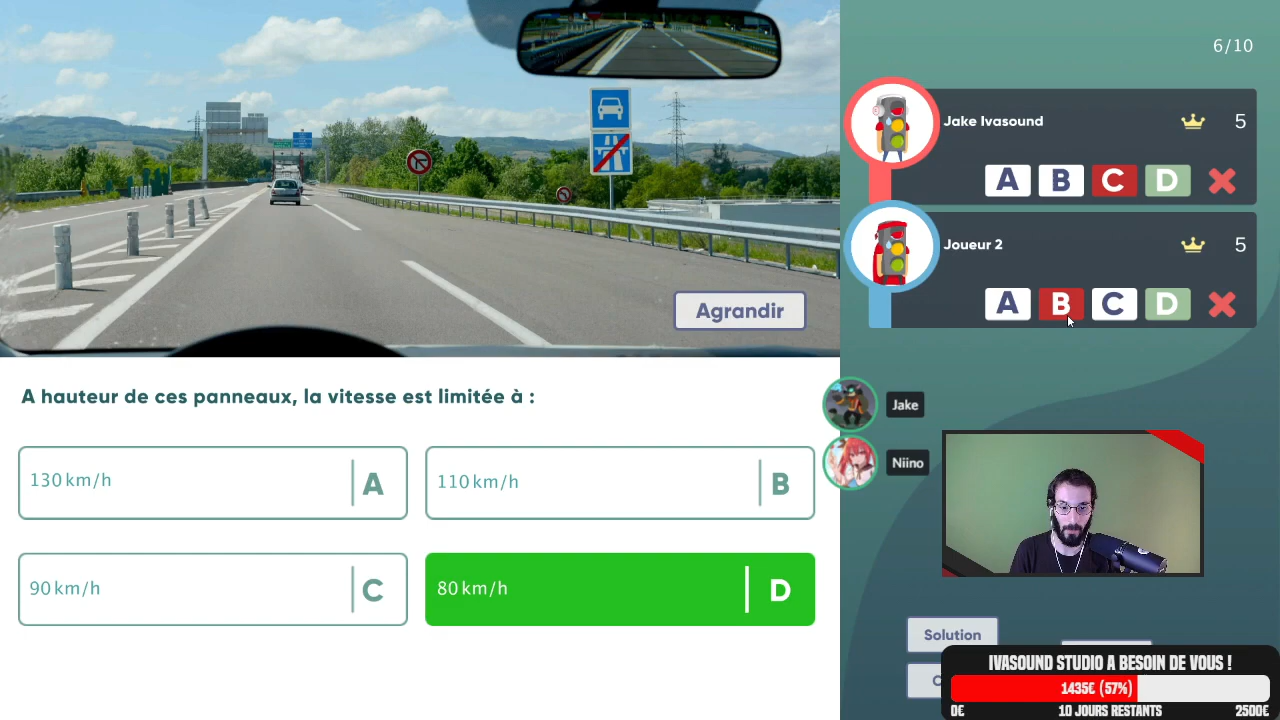 6/10
Jake Ivasound
5
A B C D
Joueur 2
5
A B C D
Agrandir
A hauteur de ces panneaux, la vitesse est limitée à :
130 km/h
A
110 km/h
B
90 km/h
C
80 km/h
D
Jake
Niino
Solution
C
IVASOUND STUDIO A BESOIN DE VOUS !
1435€ (57%)
0€
10 JOURS RESTANTS
2500€